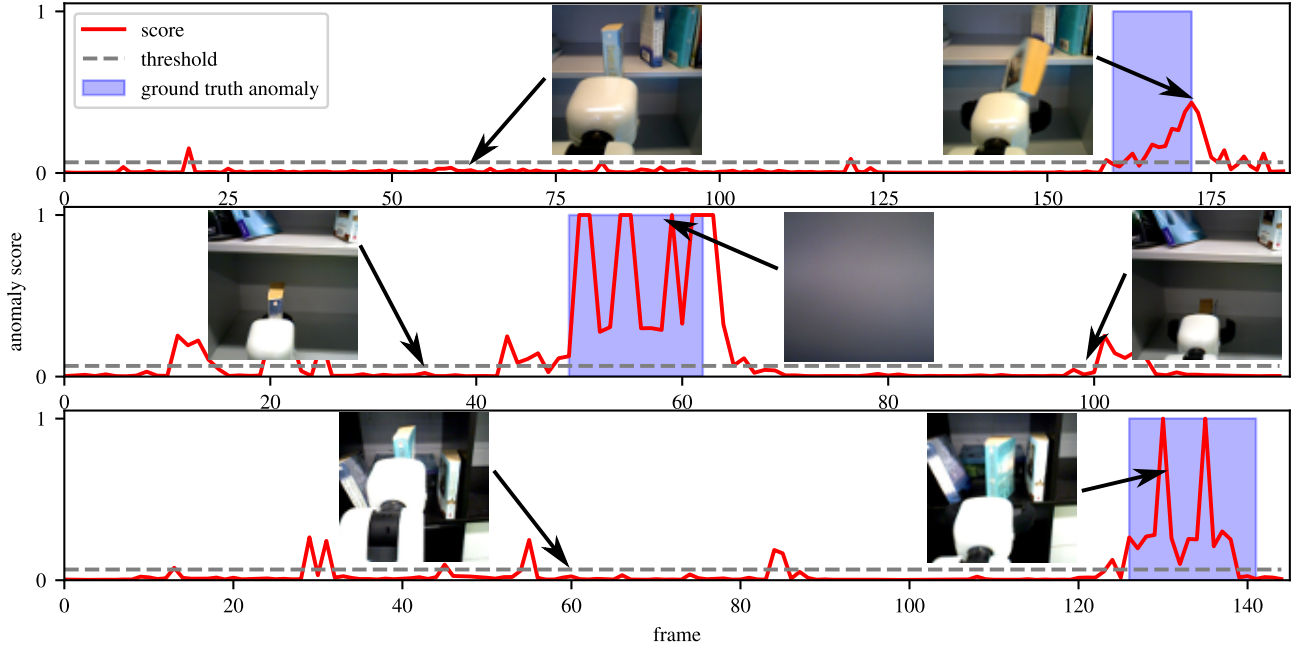 1
score
threshold
ground truth anomaly
0
0 25 50 75 100 125 150 175
1
anomaly score
0
0 20 40 60 80 100
1
0
0 20 40 60 80 100 120 140
frame